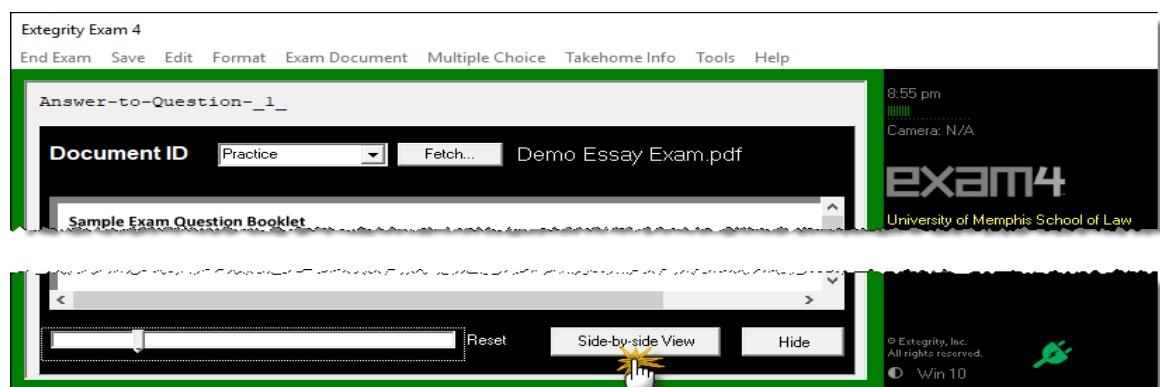 Extegrity Exam 4
End Exam Save Edit Format Exam Document Multiple Choice Takehome Info Tools Help
Answer-to-Question-_1_
8:55 pm
Camera: N/A
Document ID Practice Fetch... Demo Essay Exam.pdf
exam4
Sample Exam Question Booklet
University of Memphis School of Law
Reset Side-by-side View Hide
© Extegrity, Inc.
All rights reserved.
Win 10